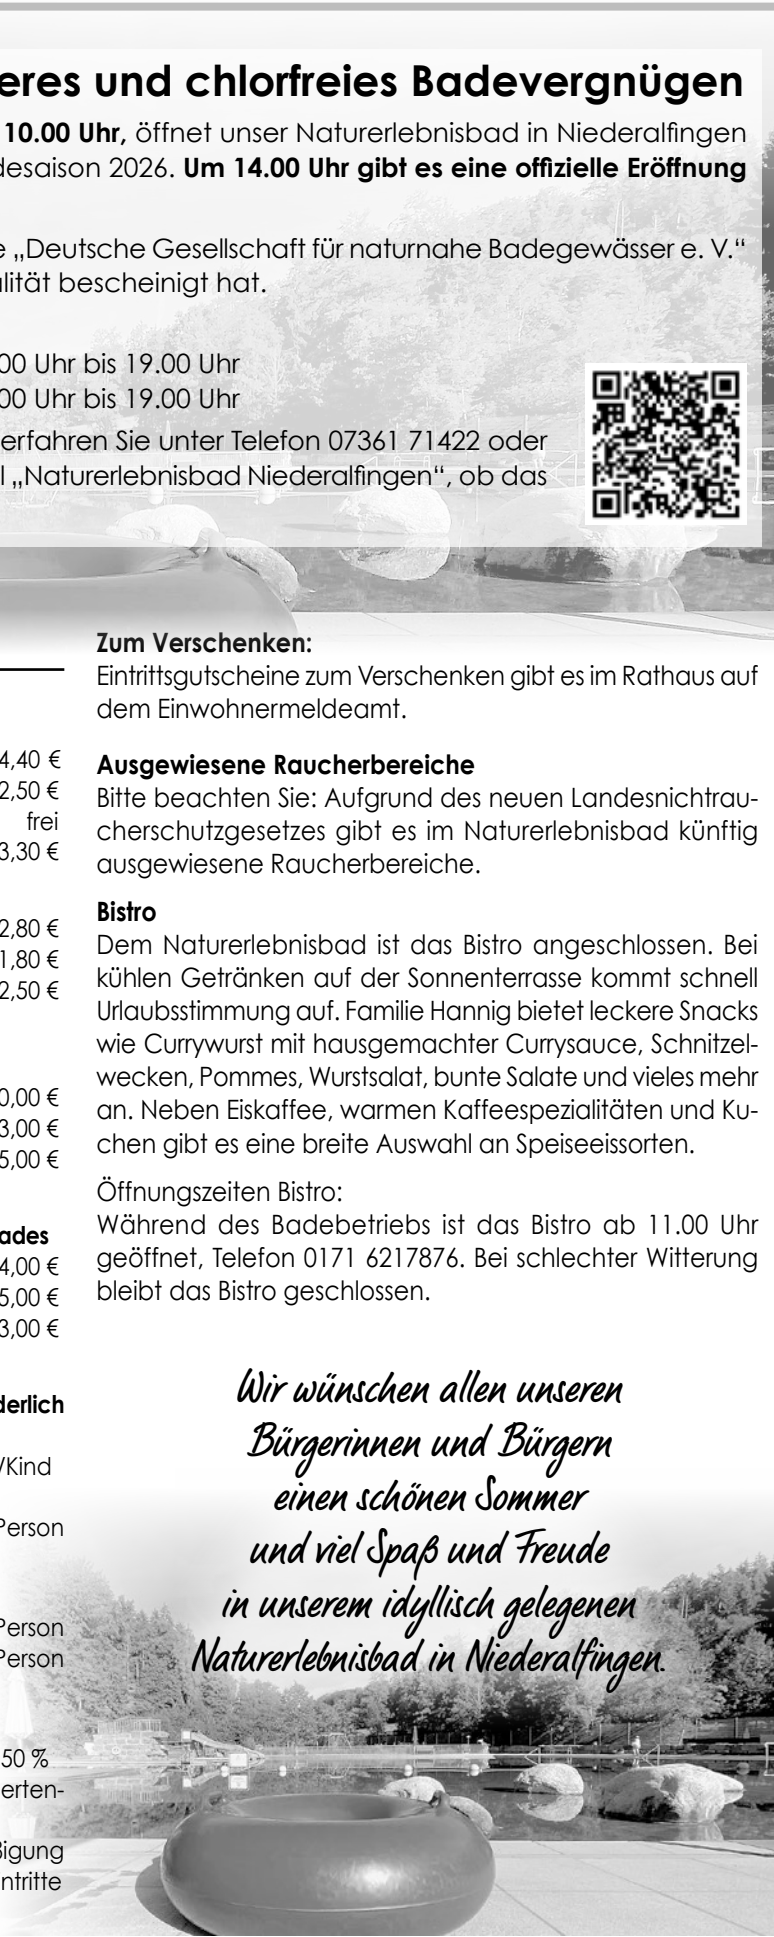 eres und chlorfreies Badevergnügen
10.00 Uhr, öffnet unser Naturerlebnisbad in Niederalfingen
desaison 2026. Um 14.00 Uhr gibt es eine offizielle Eröffnung
e „Deutsche Gesellschaft für naturnahe Badegewässer e. V.“
alität bescheinigt hat.
00 Uhr bis 19.00 Uhr
00 Uhr bis 19.00 Uhr
erfahren Sie unter Telefon 07361 71422 oder
l „Naturerlebnisbad Niederalfingen“, ob das
4,40 €
2,50 €
frei
3,30 €
2,80 €
1,80 €
2,50 €
0,00 €
3,00 €
5,00 €
ades
4,00 €
5,00 €
3,00 €
derlich
/Kind
Person
Person
Person
50 %
erten-
ßigung
ntritte
Zum Verschenken:
Eintrittsgutscheine zum Verschenken gibt es im Rathaus auf
dem Einwohnermeldeamt.
Ausgewiesene Raucherbereiche
Bitte beachten Sie: Aufgrund des neuen Landesnichtrau-
cherschutzgesetzes gibt es im Naturerlebnisbad künftig
ausgewiesene Raucherbereiche.
Bistro
Dem Naturerlebnisbad ist das Bistro angeschlossen. Bei
kühlen Getränken auf der Sonnenterrasse kommt schnell
Urlaubsstimmung auf. Familie Hannig bietet leckere Snacks
wie Currywurst mit hausgemachter Currysauce, Schnitzel-
wecken, Pommes, Wurstsalat, bunte Salate und vieles mehr
an. Neben Eiskaffee, warmen Kaffeespezialitäten und Ku-
chen gibt es eine breite Auswahl an Speiseeissorten.
Öffnungszeiten Bistro:
Während des Badebetriebs ist das Bistro ab 11.00 Uhr
geöffnet, Telefon 0171 6217876. Bei schlechter Witterung
bleibt das Bistro geschlossen.
Wir wünschen allen unseren
Bürgerinnen und Bürgern
einen schönen Sommer
und viel Spaß und Freude
in unserem idyllisch gelegenen
Naturerlebnisbad in Niederalfingen.